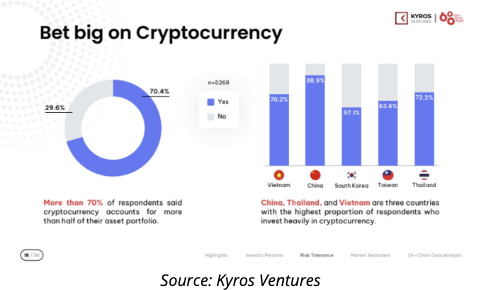 KYROS
VENTURES
Bet big on Cryptocurrency
n=5268
Yes
No
70.4%
29.6%
70.2%
88.9%
57.1%
63.6%
72.2%
Vietnam
China
South Korea
Taiwan
Thailand
More than 70% of respondents said
cryptocurrency accounts for more
than half of their asset portfolio.
China, Thailand, and Vietnam are three countries
with the highest proportion of respondents who
invest heavily in cryptocurrency.
Highlights
Investor Persona
Risk Tolerance
Market Sentiment
On-Chain Data Analysis
Source: Kyros Ventures